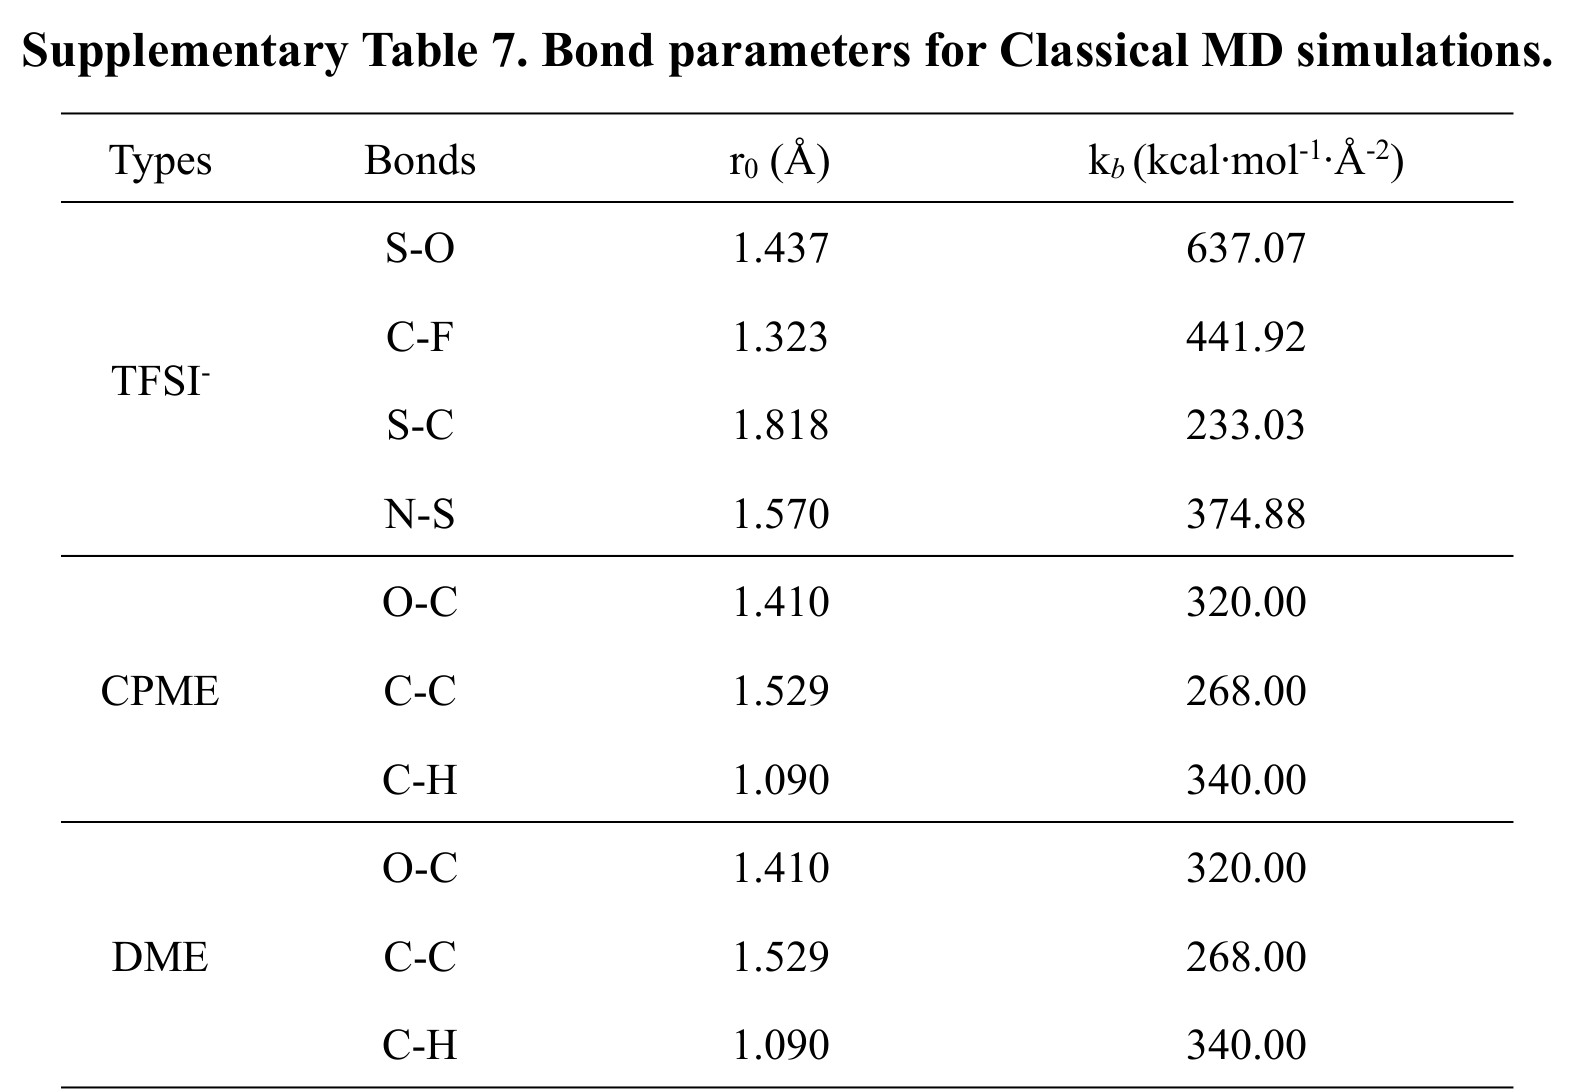 Supplementary Table 7. Bond parameters for Classical MD simulations.
Types Bonds r₀ (Å) k_b (kcal·mol⁻¹·Å⁻²)
S-O 1.437 637.07
C-F 1.323 441.92
TFSI⁻
S-C 1.818 233.03
N-S 1.570 374.88
O-C 1.410 320.00
CPME C-C 1.529 268.00
C-H 1.090 340.00
O-C 1.410 320.00
DME C-C 1.529 268.00
C-H 1.090 340.00